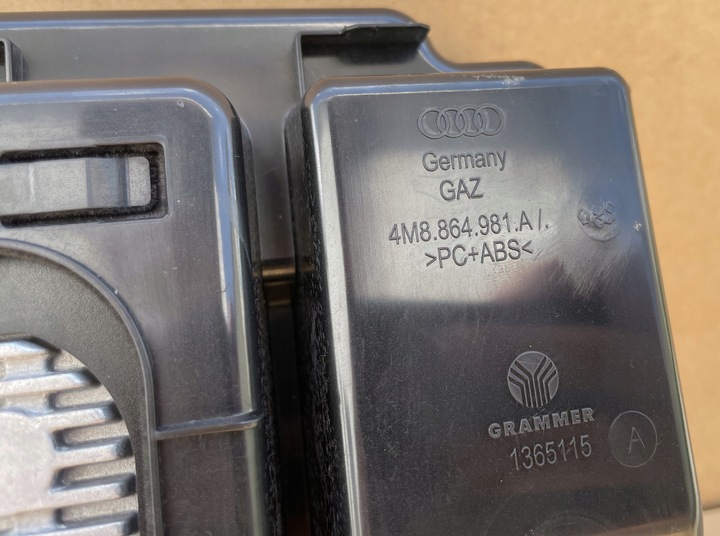 Germany
GAZ
4M8.864.981.A/.
>PC+ABS<
GRAMMER
1365115
A